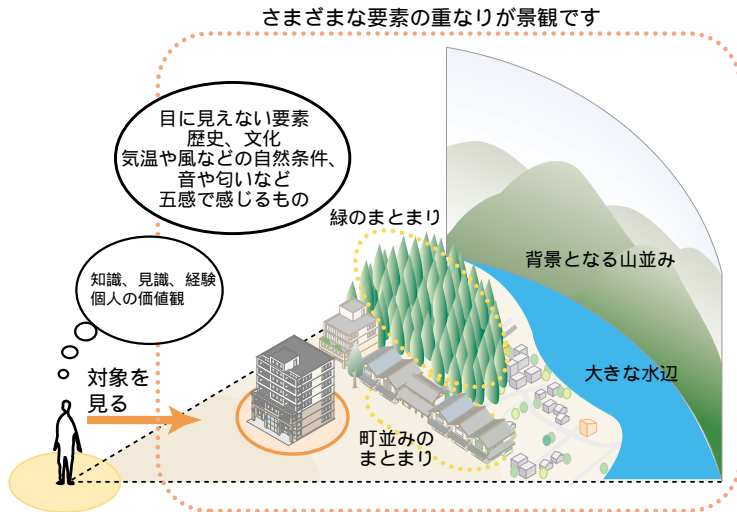 さまざまな要素の重なりが景観です
目に見えない要素
歴史、文化
気温や風などの自然条件、
音や匂いなど
五感で感じるもの
緑のまとまり
背景となる山並み
知識、見識、経験
個人の価値観
対象を
見る
大きな水辺
町並みの
まとまり